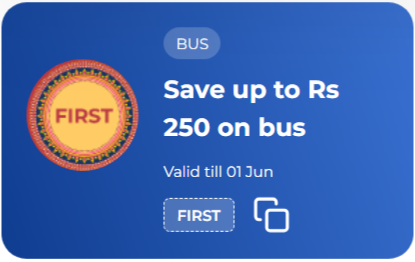 BUS
FIRST
Save up to Rs
250 on bus
Valid till 01 Jun
FIRST